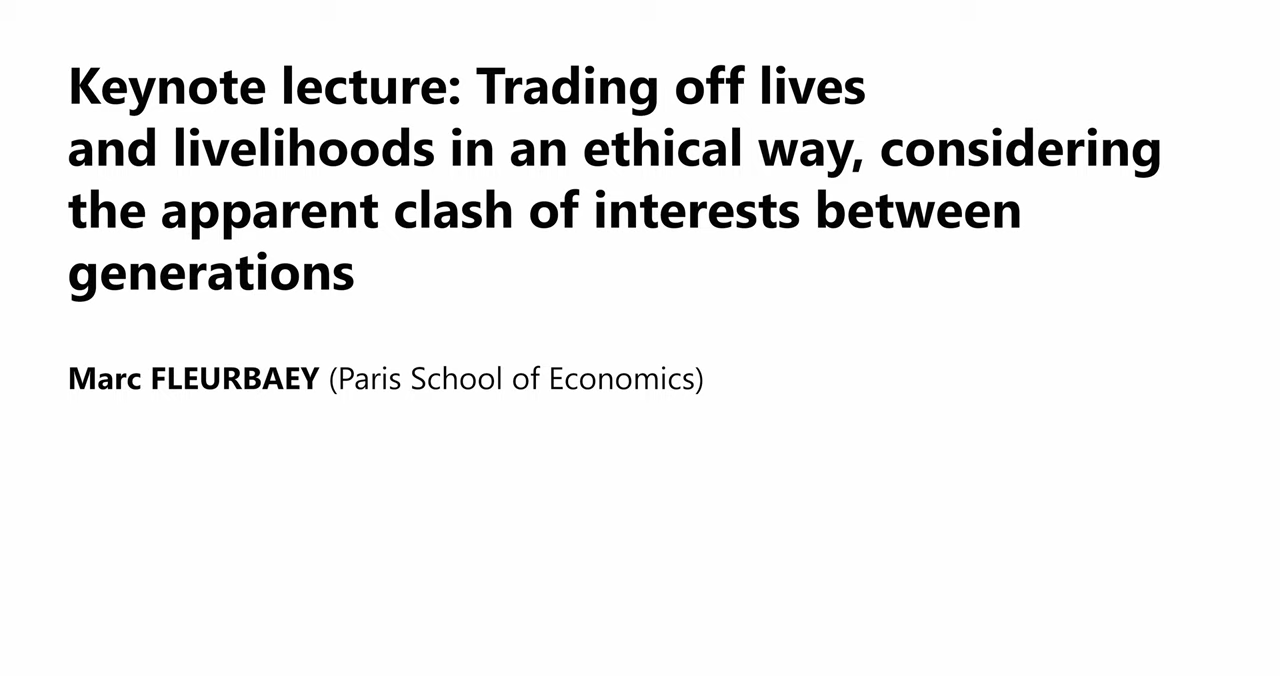 Keynote lecture: Trading off lives
and livelihoods in an ethical way, considering
the apparent clash of interests between
generations
Marc FLEURBAEY (Paris School of Economics)